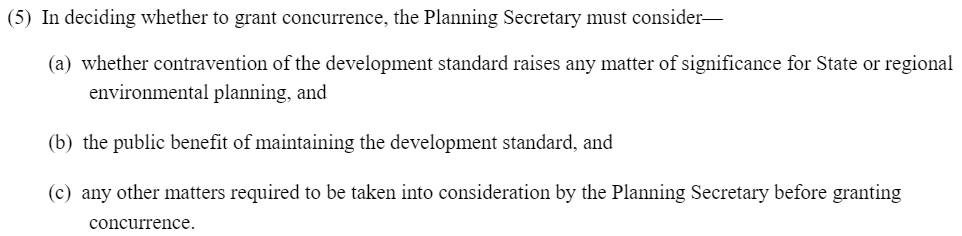 (5) In deciding whether to grant concurrence, the Planning Secretary must consider—
(a) whether contravention of the development standard raises any matter of significance for State or regional
environmental planning, and
(b) the public benefit of maintaining the development standard, and
(c) any other matters required to be taken into consideration by the Planning Secretary before granting
concurrence.